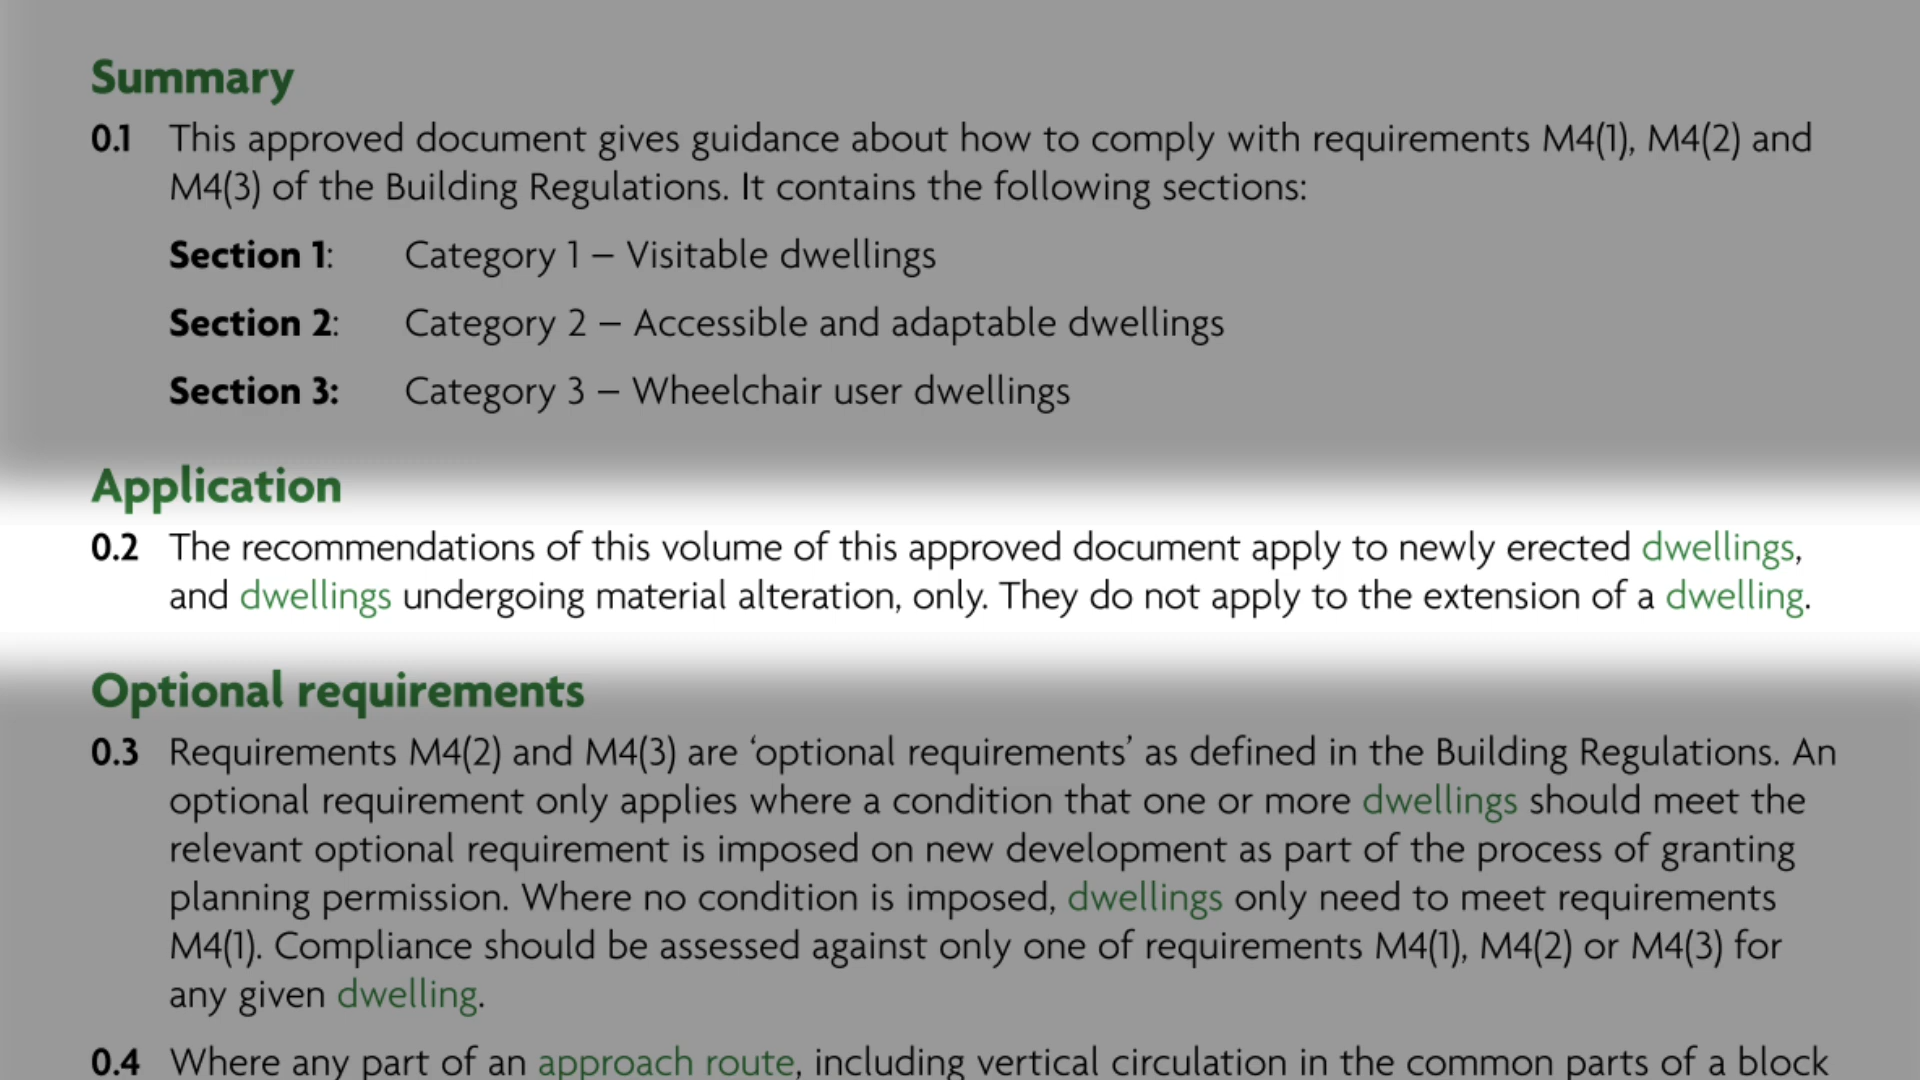 Summary
0.1 This approved document gives guidance about how to comply with requirements M4(1), M4(2) and
M4(3) of the Building Regulations. It contains the following sections:
Section 1: Category 1 – Visitable dwellings
Section 2: Category 2 – Accessible and adaptable dwellings
Section 3: Category 3 – Wheelchair user dwellings
Application
0.2 The recommendations of this volume of this approved document apply to newly erected dwellings,
and dwellings undergoing material alteration, only. They do not apply to the extension of a dwelling.
Optional requirements
0.3 Requirements M4(2) and M4(3) are ‘optional requirements’ as defined in the Building Regulations. An
optional requirement only applies where a condition that one or more dwellings should meet the
relevant optional requirement is imposed on new development as part of the process of granting
planning permission. Where no condition is imposed, dwellings only need to meet requirements
M4(1). Compliance should be assessed against only one of requirements M4(1), M4(2) or M4(3) for
any given dwelling.
0.4 Where any part of an approach route, including vertical circulation in the common parts of a block